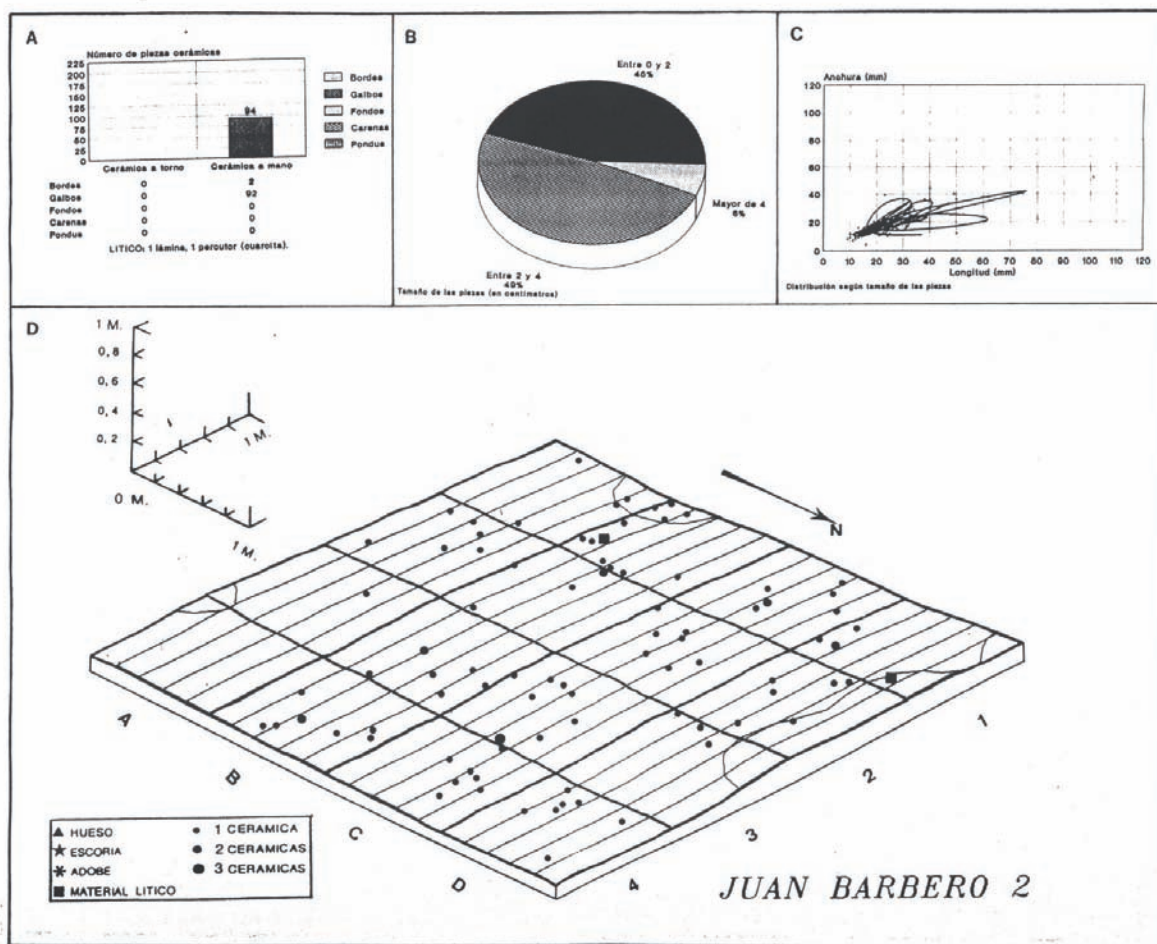 A
Número de piezas cerámicas
225
200
175
150
125
100
75
50
25
0
94
Cerámica a torno Cerámica a mano
Bordes 0 2
Galbos 0 92
Fondos 0 0
Carenas 0 0
Pondus 0 0
LITICO: 1 lámina, 1 percutor (cuarcita).
Bordes
Galbos
Fondos
Carenas
Pondus
B
Entre 0 y 2
45%
Mayor de 4
6%
Entre 2 y 4
49%
Tamaño de las piezas (en centímetros)
C
Anchura (mm)
120
100
80
60
40
20
0
0 10 20 30 40 50 60 70 80 90 100 110 120
Longitud (mm)
Distribución según tamaño de las piezas
D
1 M.
0,8
0,6
0,4
0,2
0 M.
1 M.
1 M.
N
A
B
C
D
1
2
3
4
HUESO
ESCORIA
ADOBE
MATERIAL LITICO
1 CERAMICA
2 CERAMICAS
3 CERAMICAS
JUAN BARBERO 2